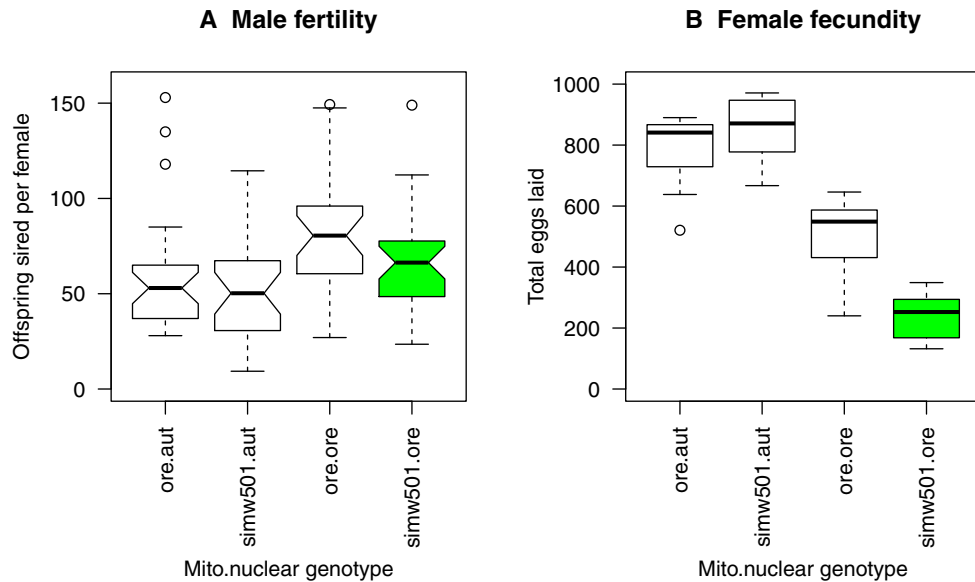 A Male fertility
Offspring sired per female
150
100
50
0
ore.aut
simw501.aut
ore.ore
simw501.ore
Mito.nuclear genotype
B Female fecundity
Total eggs laid
1000
800
600
400
200
0
ore.aut
simw501.aut
ore.ore
simw501.ore
Mito.nuclear genotype